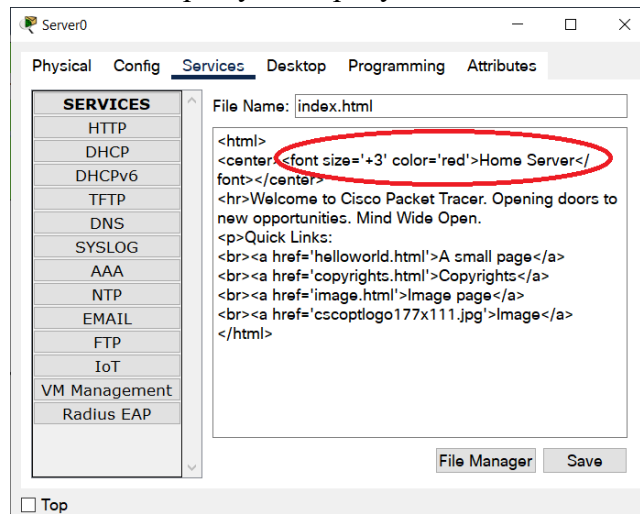 Server0
Physical Config Services Desktop Programming Attributes
SERVICES
HTTP
DHCP
DHCPv6
TFTP
DNS
SYSLOG
AAA
NTP
EMAIL
FTP
IoT
VM Management
Radius EAP
File Name: index.html
<html>
<center><font size='+3' color='red'>Home Server</
font></center>
<hr>Welcome to Cisco Packet Tracer. Opening doors to
new opportunities. Mind Wide Open.
<p>Quick Links:
<br><a href='helloworld.html'>A small page</a>
<br><a href='copyrights.html'>Copyrights</a>
<br><a href='image.html'>Image page</a>
<br><a href='cscoptlogo177x111.jpg'>Image</a>
</html>
File Manager Save
Top